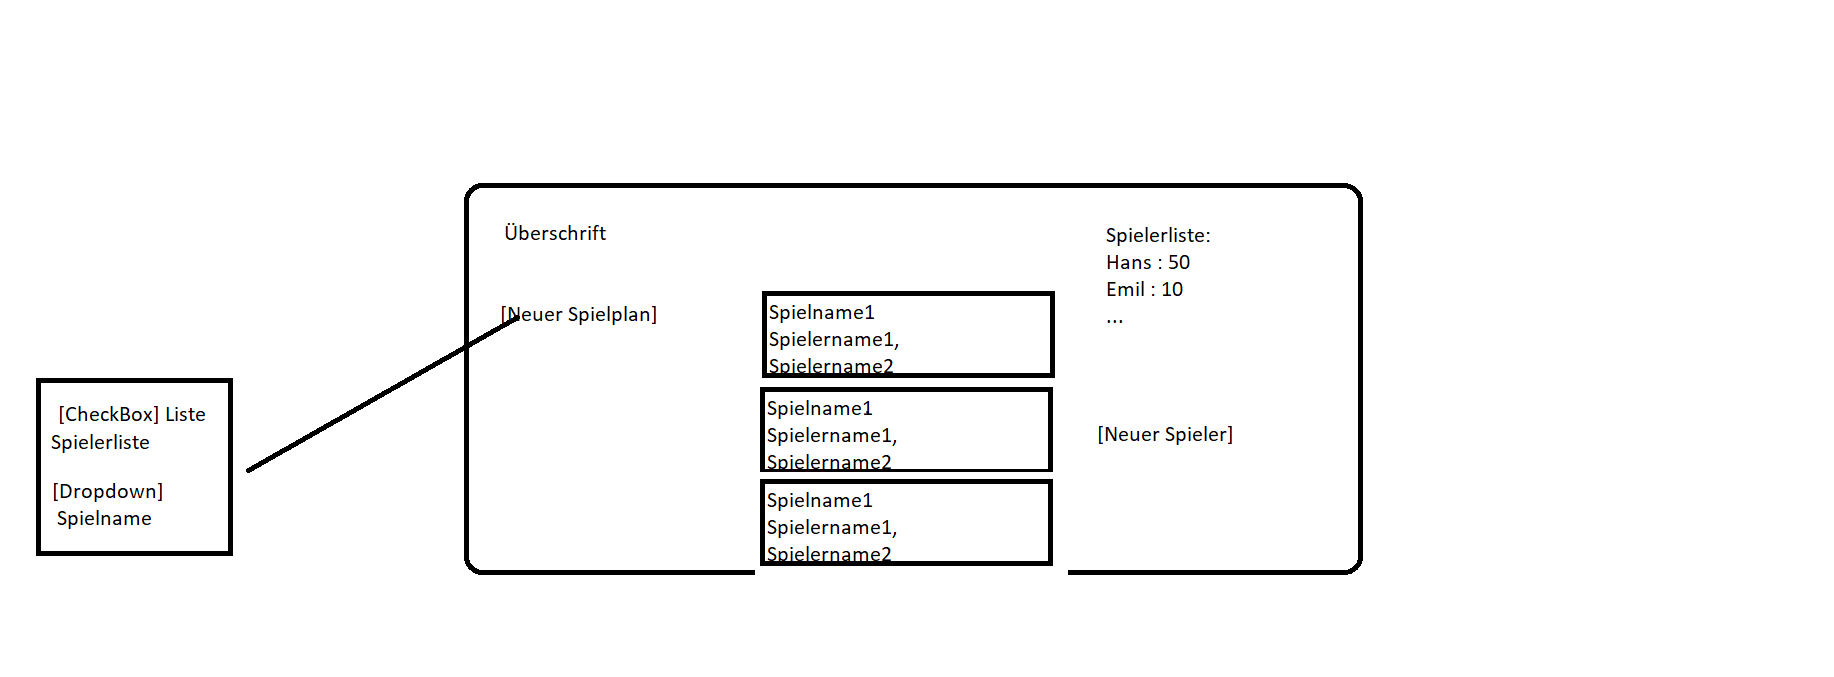 Überschrift
[Neuer Spielplan]
[CheckBox] Liste
Spielerliste
[Dropdown]
Spielname
Spielname1
Spielername1,
Spielername2
Spielname1
Spielername1,
Spielername2
Spielname1
Spielername1,
Spielername2
Spielerliste:
Hans : 50
Emil : 10
...
[Neuer Spieler]